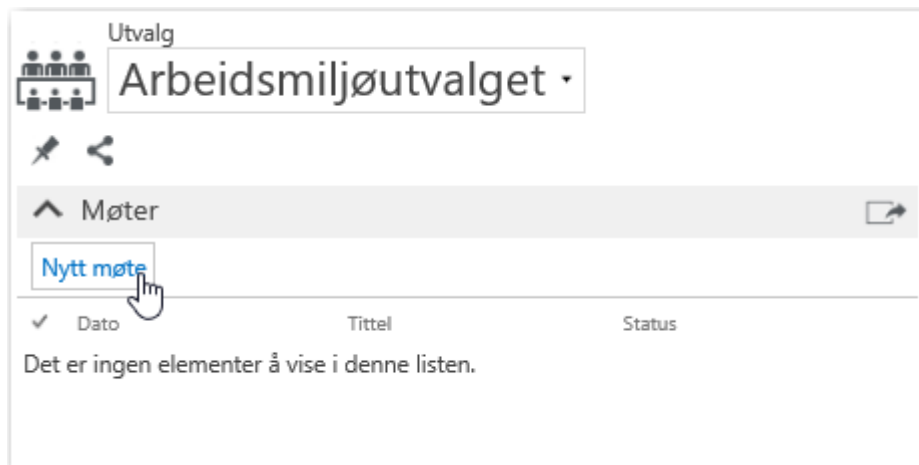 Utvalg
Arbeidsmiljøutvalget
Møter
Nytt møte
Dato Tittel Status
Det er ingen elementer å vise i denne listen.